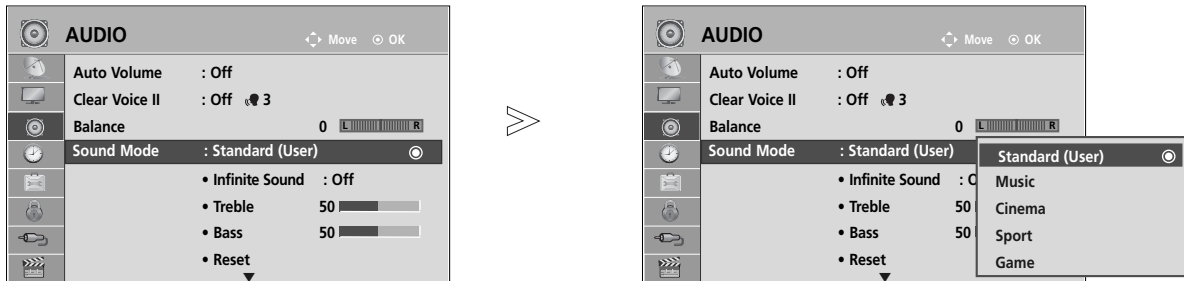 AUDIO
Move OK
Auto Volume : Off
Clear Voice II : Off 3
Balance 0 L R
Sound Mode : Standard (User)
• Infinite Sound : Off
• Treble 50
• Bass 50
• Reset
AUDIO
Move OK
Auto Volume : Off
Clear Voice II : Off 3
Balance 0 L R
Sound Mode : Standard (User)
• Infinite Sound : O
• Treble 50
• Bass 50
• Reset
Standard (User)
Music
Cinema
Sport
Game